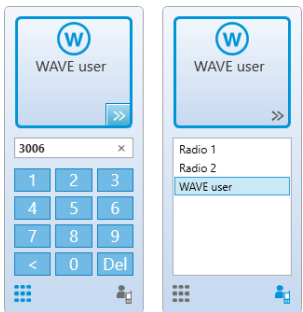 W
WAVE user
>>
3006 ×
1 2 3
4 5 6
7 8 9
< 0 Del
W
WAVE user
>>
Radio 1
Radio 2
WAVE user